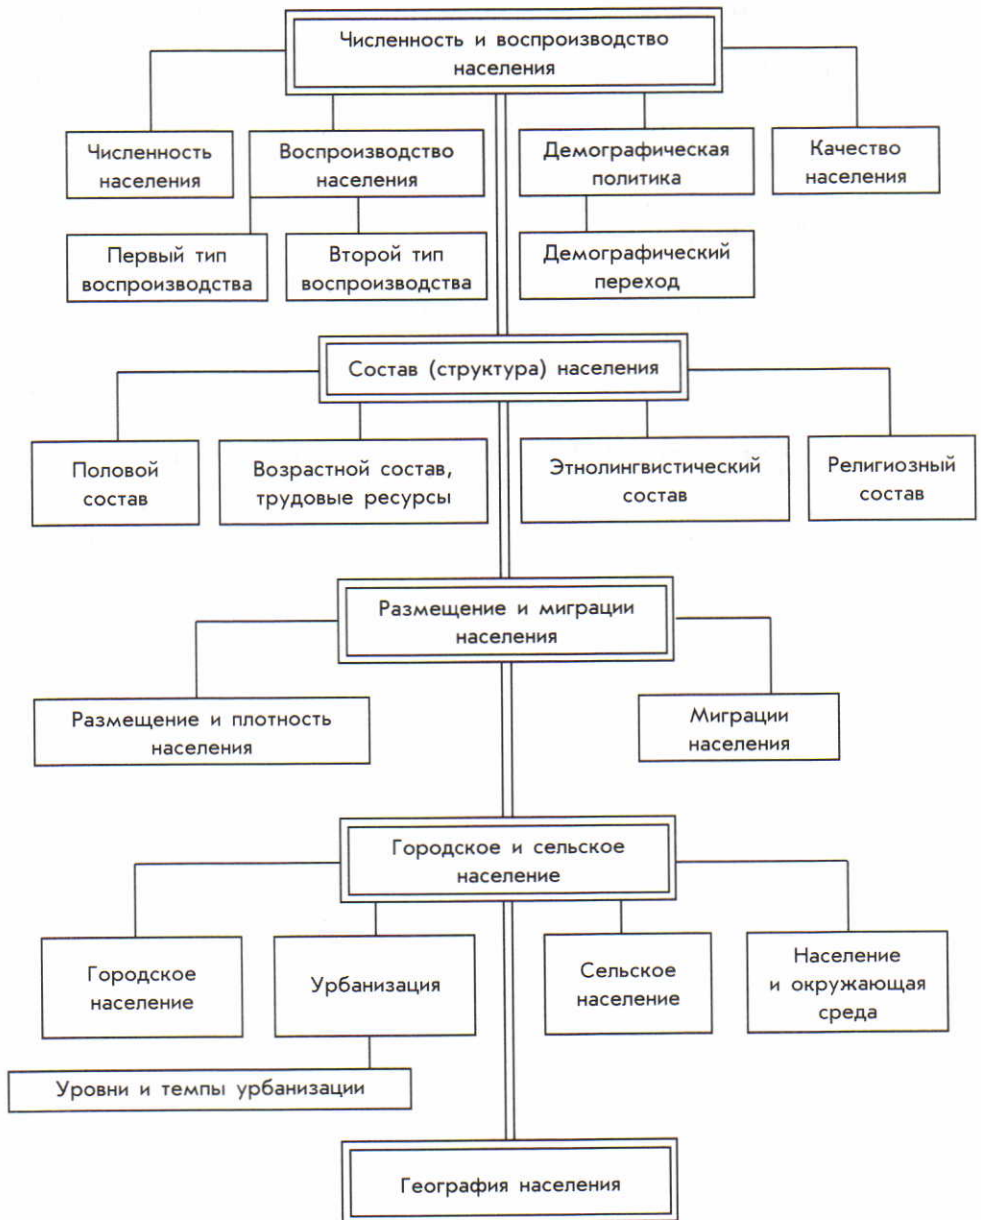 Численность и воспроизводство
населения
Численность
населения
Воспроизводство
населения
Демографическая
политика
Качество
населения
Первый тип
воспроизводства
Второй тип
воспроизводства
Демографический
переход
Состав (структура) населения
Половой
состав
Возрастной состав,
трудовые ресурсы
Этнолингвистический
состав
Религиозный
состав
Размещение и миграции
населения
Размещение и плотность
населения
Миграции
населения
Городское и сельское
население
Городское
население
Урбанизация
Сельское
население
Население
и окружающая
среда
Уровни и темпы урбанизации
География населения